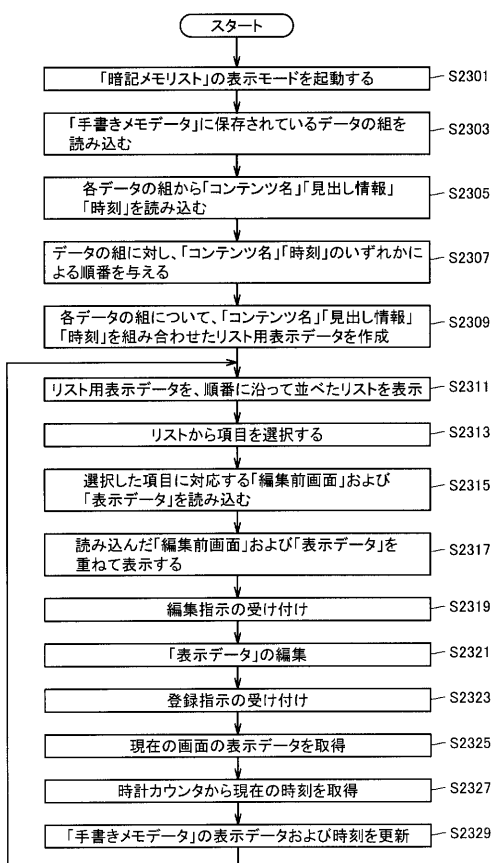 スタート
「暗記メモリスト」の表示モードを起動する
S2301
「手書きメモデータ」に保存されているデータの組を
読み込む
S2303
各データの組から「コンテンツ名」「見出し情報」
「時刻」を読み込む
S2305
データの組に対し、「コンテンツ名」「時刻」のいずれかに
よる順番を与える
S2307
各データの組について、「コンテンツ名」「見出し情報」
「時刻」を組み合わせたリスト用表示データを作成
S2309
リスト用表示データを、順番に沿って並べたリストを表示
S2311
リストから項目を選択する
S2313
選択した項目に対応する「編集前画面」および
「表示データ」を読み込む
S2315
読み込んだ「編集前画面」および「表示データ」を
重ねて表示する
S2317
編集指示の受け付け
S2319
「表示データ」の編集
S2321
登録指示の受け付け
S2323
現在の画面の表示データを取得
S2325
時計カウンタから現在の時刻を取得
S2327
「手書きメモデータ」の表示データおよび時刻を更新
S2329